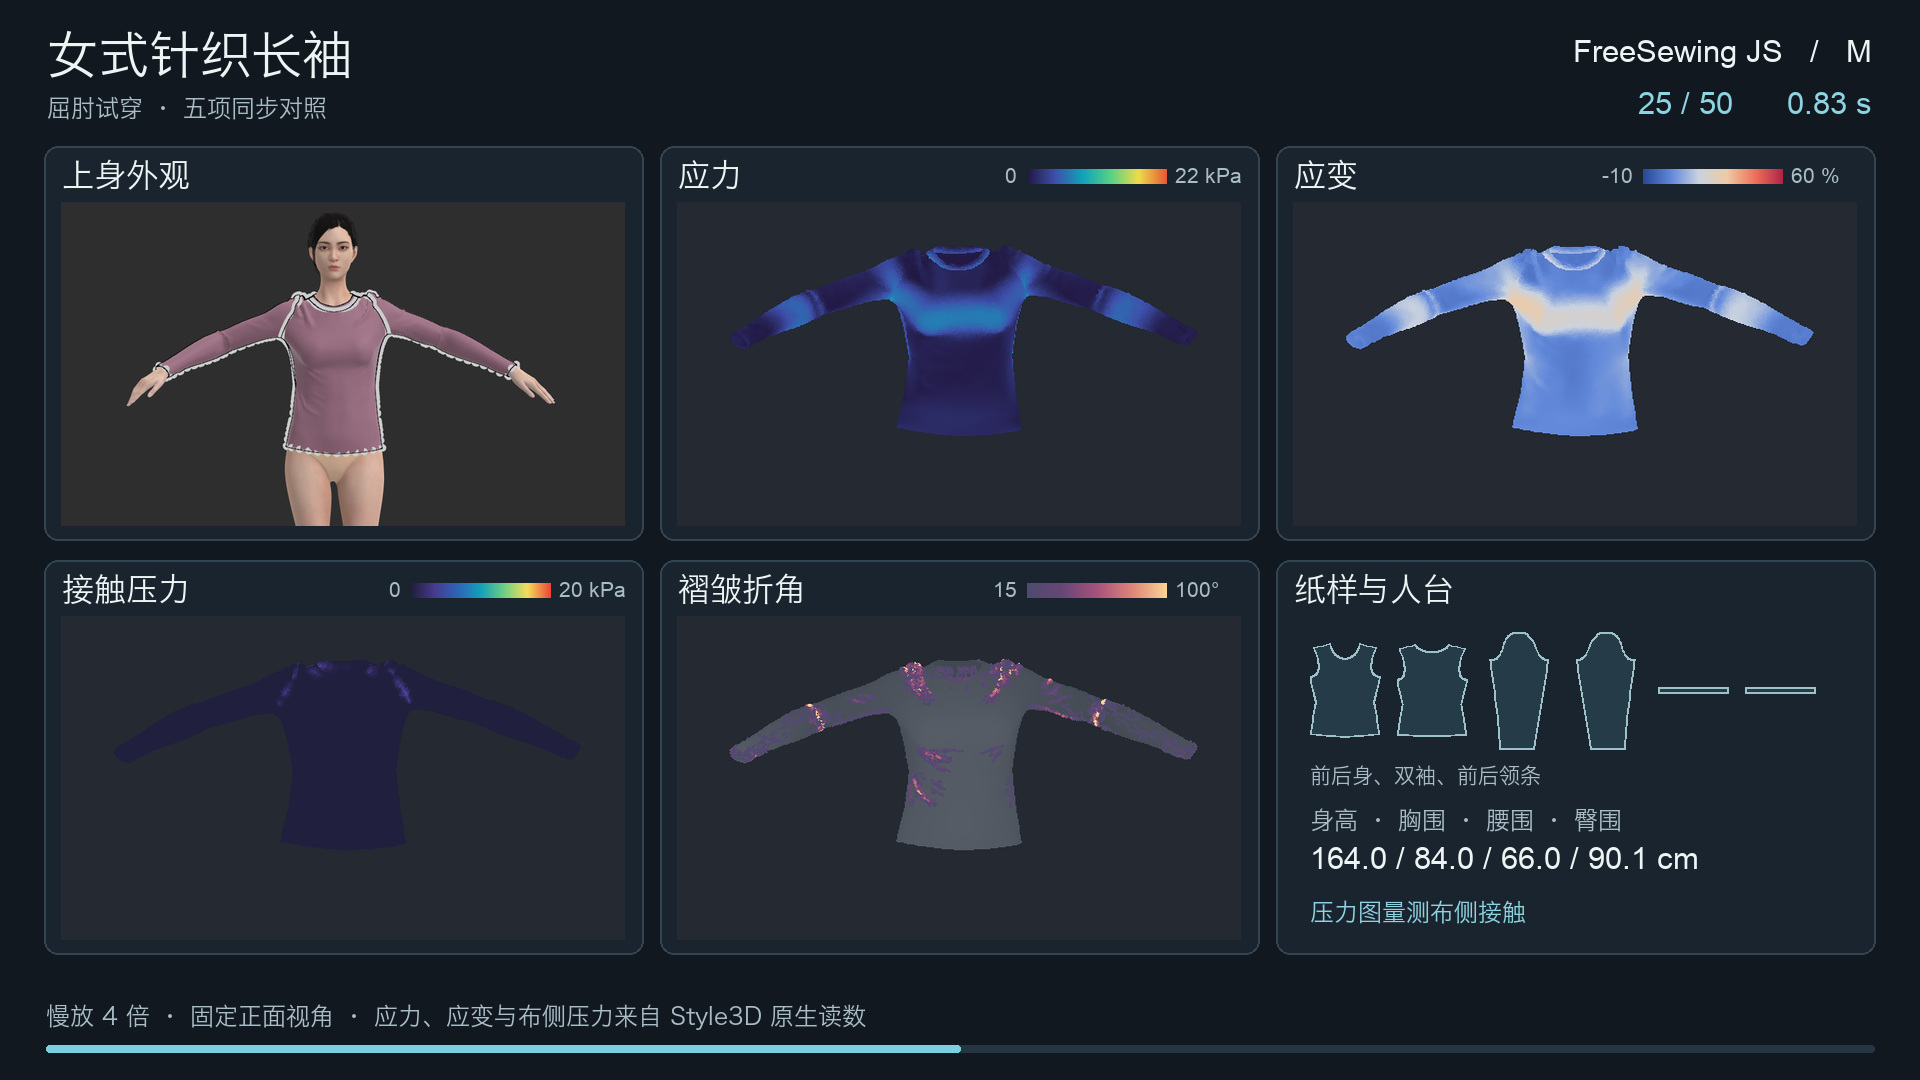 女式针织长袖
FreeSewing JS / M
屈肘试穿 · 五项同步对照
25 / 50 0.83 s
上身外观
应力
0 22 kPa
应变
-10 60 %
接触压力
0 20 kPa
褶皱折角
15 100°
纸样与人台
前后身、双袖、前后领条
身高 · 胸围 · 腰围 · 臀围
164.0 / 84.0 / 66.0 / 90.1 cm
压力图量测布侧接触
慢放 4 倍 · 固定正面视角 · 应力、应变与布侧压力来自 Style3D 原生读数